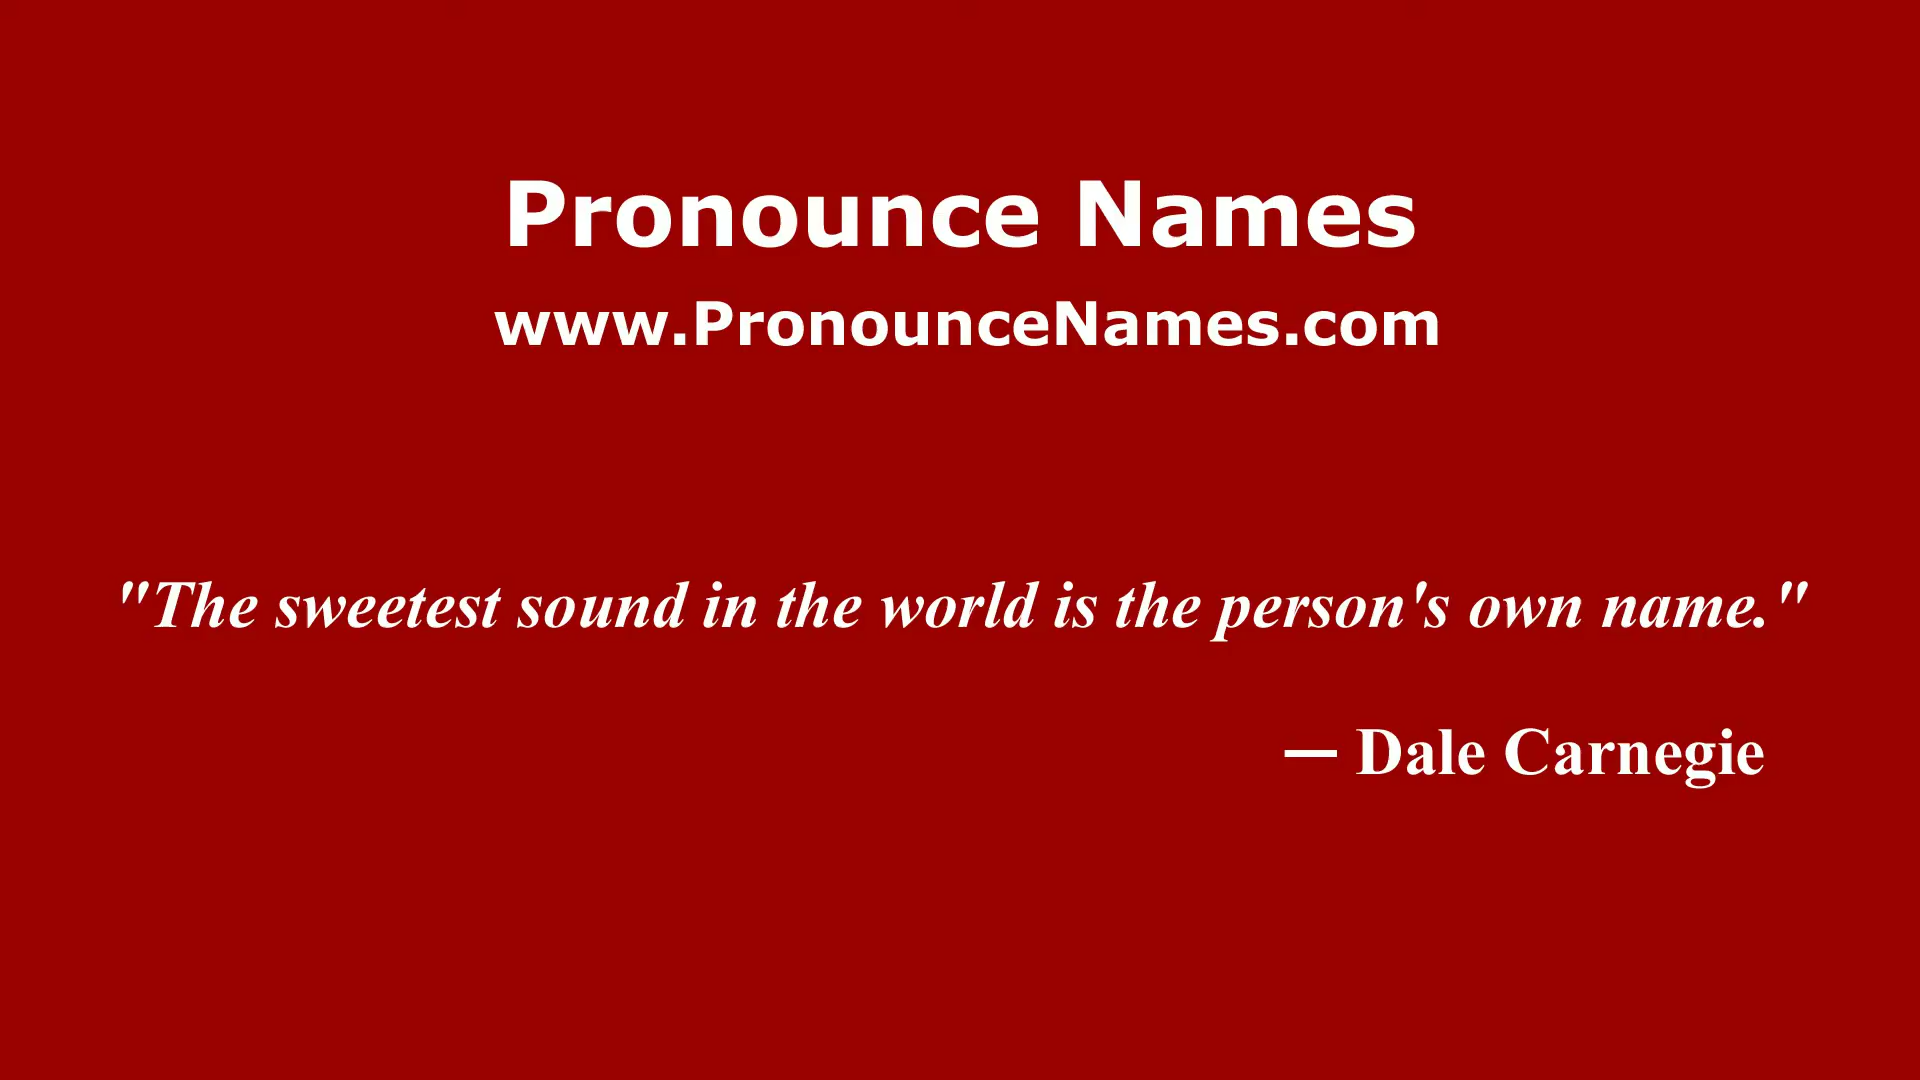 Pronounce Names
www.PronounceNames.com
"The sweetest sound in the world is the person's own name."
— Dale Carnegie